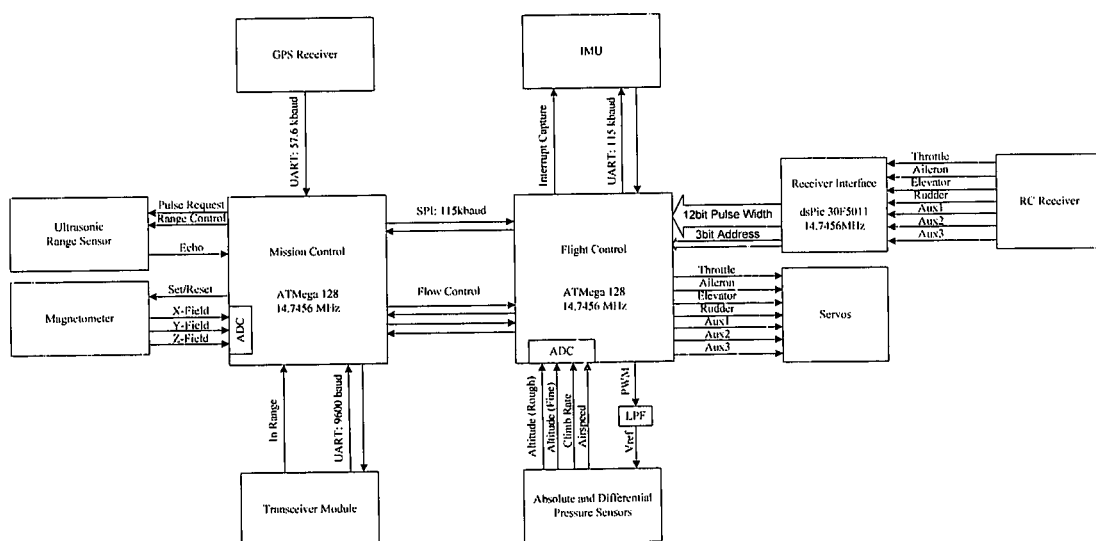 GPS Receiver
IMU
UART: 57.6 kbaud
Interrupt Capture
UART: 115 kbaud
Ultrasonic
Range Sensor
Pulse Request
Range Control
Echo
Magnetometer
Set/Reset
X-Field
Y-Field
Z-Field
Mission Control
ATMega 128
14.7456 MHz
ADC
SPI: 115kbaud
Flow Control
Flight Control
ATMega 128
14.7456 MHz
ADC
12bit Pulse Width
3bit Address
Receiver Interface
dsPic 30F5011
14.7456MHz
Throttle
Aileron
Elevator
Rudder
Aux1
Aux2
Aux3
RC Receiver
Throttle
Aileron
Elevator
Rudder
Aux1
Aux2
Aux3
Servos
In Range
UART: 9600 baud
Transceiver Module
Altitude (Rough)
Altitude (Fine)
Climb Rate
Airspeed
PWM
LPF
Vref
Absolute and Differential
Pressure Sensors